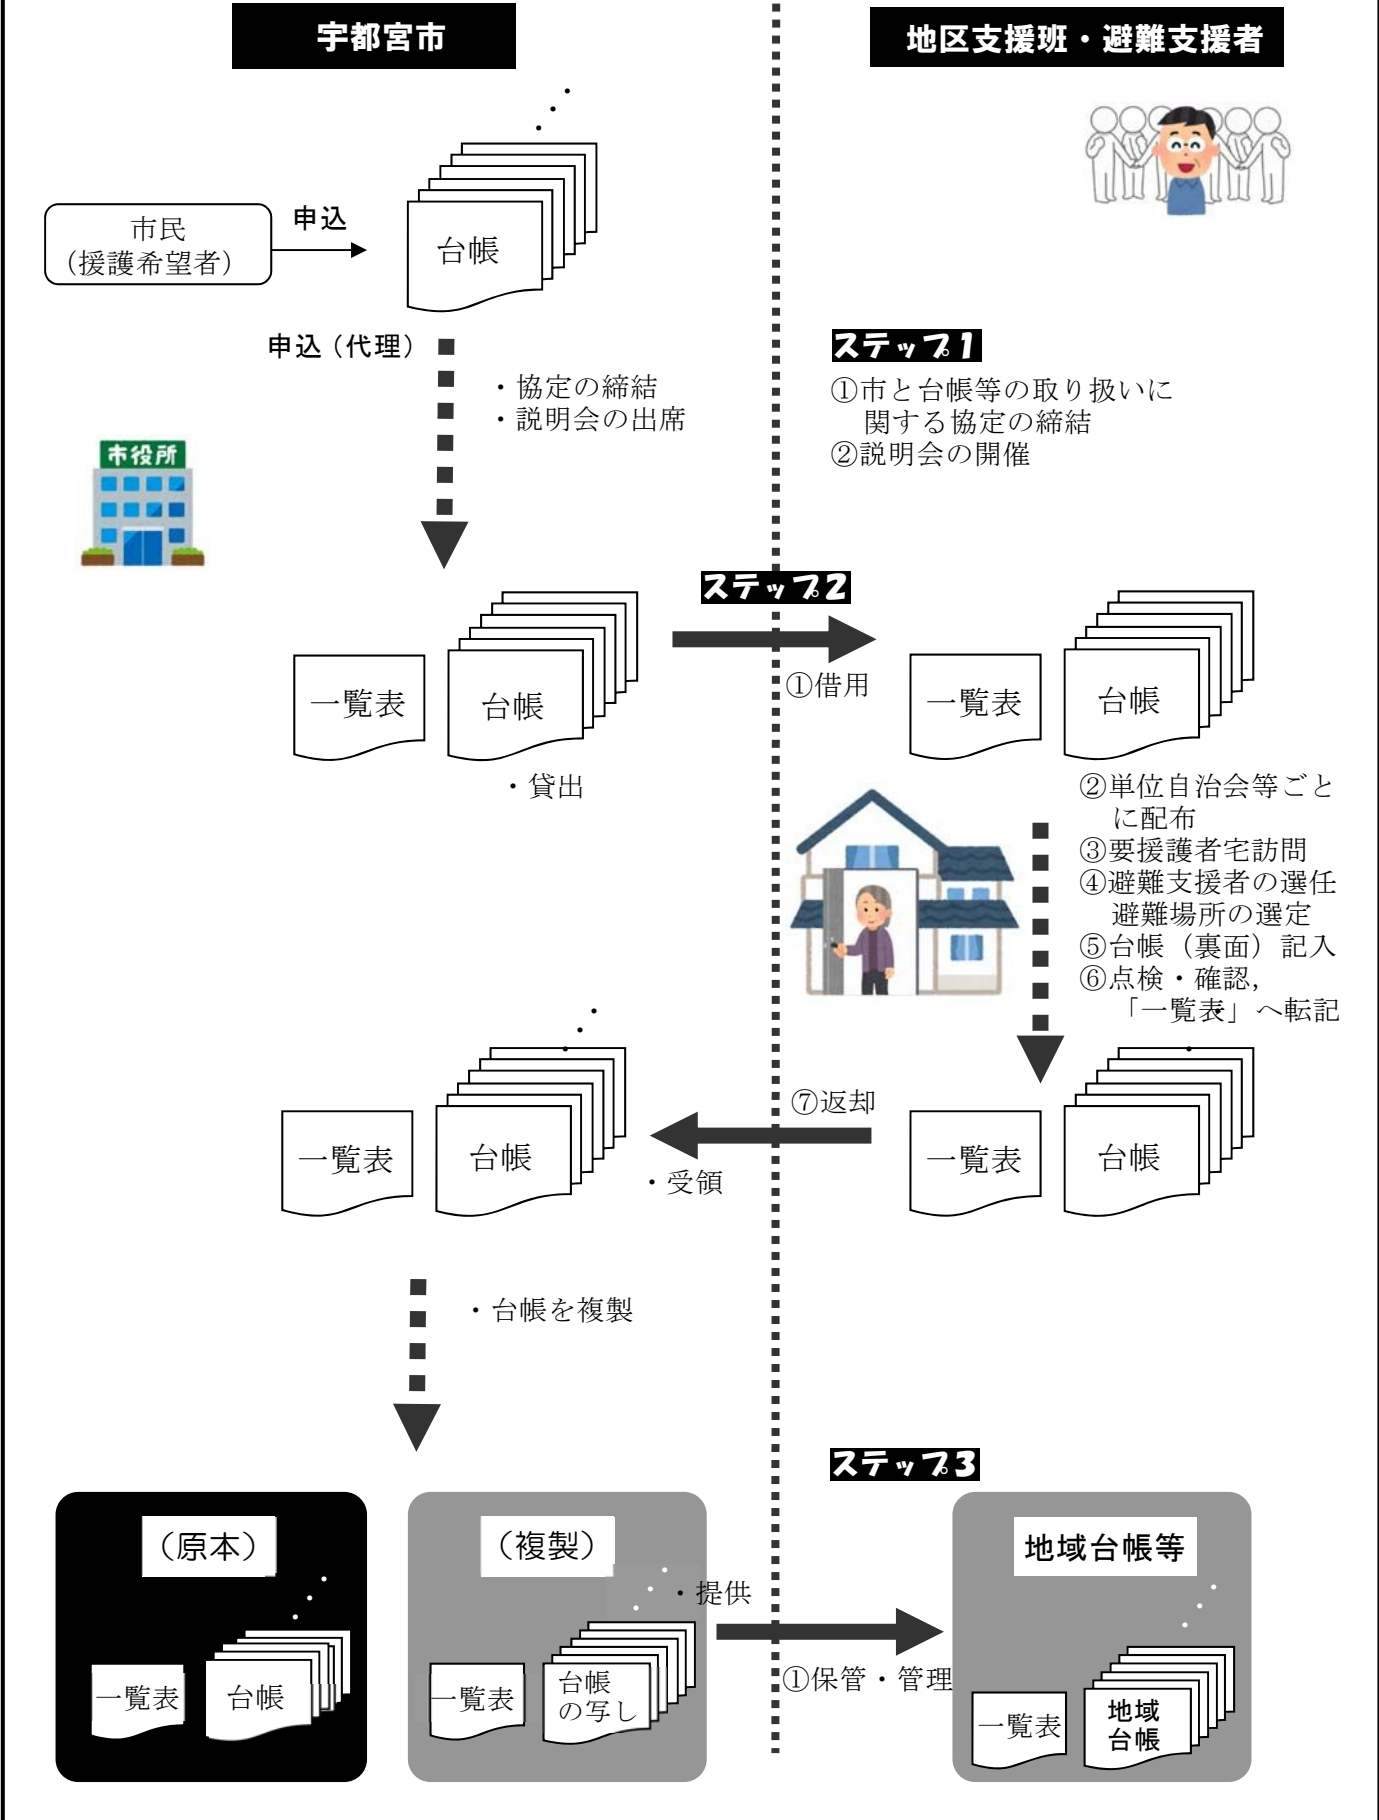 宇都宮市
地区支援班・避難支援者
市民
（援護希望者）
申込
台帳
申込（代理）
・協定の締結
・説明会の出席
ステップ1
①市と台帳等の取り扱いに
関する協定の締結
②説明会の開催
市役所
ステップ2
一覧表
台帳
①借用
一覧表
台帳
・貸出
②単位自治会等ごと
に配布
③要援護者宅訪問
④避難支援者の選任
避難場所の選定
⑤台帳（裏面）記入
⑥点検・確認，
「一覧表」へ転記
⑦返却
一覧表
台帳
・受領
一覧表
台帳
・台帳を複製
ステップ3
（原本）
一覧表
台帳
（複製）
・提供
一覧表
台帳
の写し
①保管・管理
地域台帳等
一覧表
地域
台帳